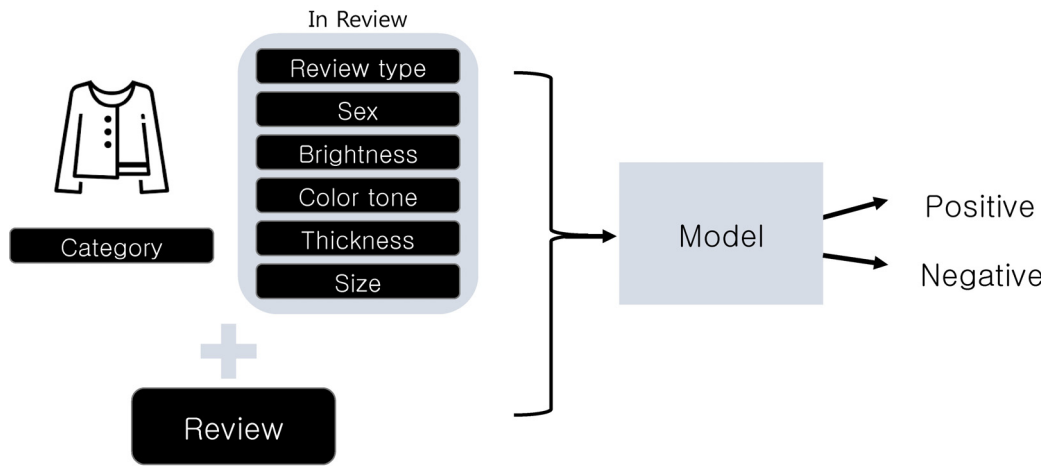 In Review
Review type
Sex
Brightness
Color tone
Thickness
Size
Category
Review
Model
Positive
Negative